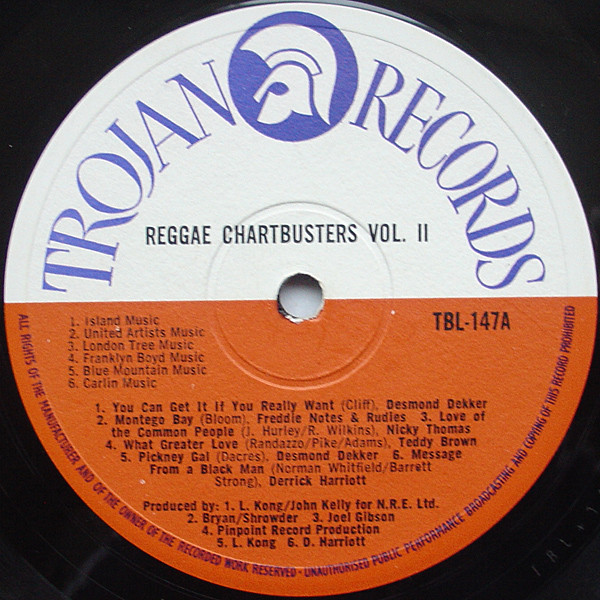 TROJAN RECORDS
REGGAE CHARTBUSTERS VOL. II
TBL-147A
1. Island Music
2. United Artists Music
3. London Tree Music
4. Franklyn Boyd Music
5. Blue Mountain Music
6. Carlin Music
1. You Can Get It If You Really Want (Cliff), Desmond Dekker
2. Montego Bay (Bloom), Freddie Notes & Rudies 3. Love of
the Common People (J. Hurley/R. Wilkins), Nicky Thomas
4. What Greater Love (Randazzo/Pike/Adams), Teddy Brown
5. Pickney Gal (Dacres), Desmond Dekker 6. Message
From a Black Man (Norman Whitfield/Barrett
Strong), Derrick Harriott
Produced by: 1. L. Kong/John Kelly for N.R.E. Ltd.
2. Bryan/Shrowder 3. Joel Gibson
4. Pinpoint Record Production
5. L. Kong 6. D. Harriott
ALL RIGHTS OF THE MANUFACTURER AND OF THE OWNER OF THE RECORDED WORK RESERVED - UNAUTHORISED PUBLIC PERFORMANCE BROADCASTING AND COPYING OF THIS RECORD PROHIBITED